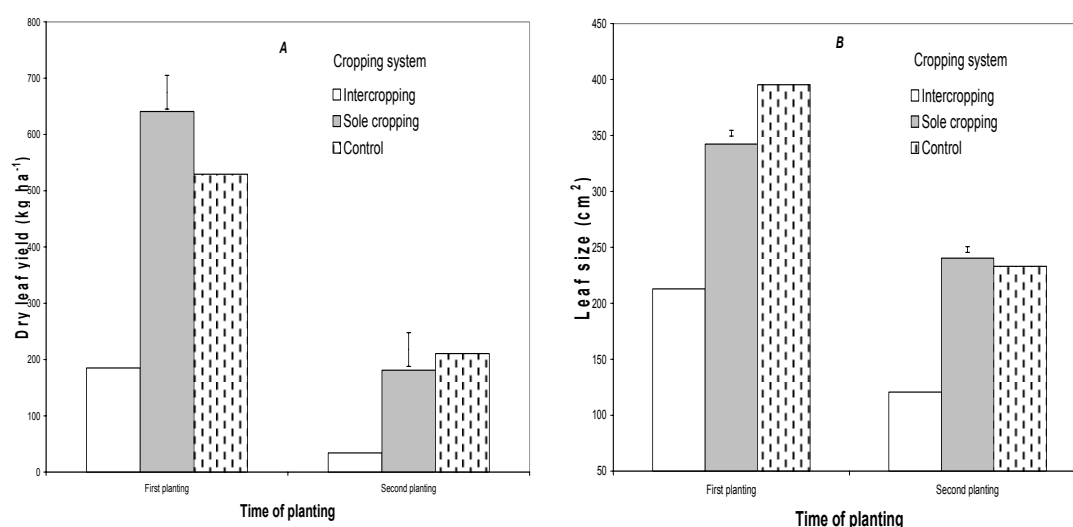 A
Cropping system
Intercropping
Sole cropping
Control
800
700
600
500
400
300
200
100
0
Dry leaf yield (kg ha-1)
First planting
Second planting
Time of planting
B
Cropping system
Intercropping
Sole cropping
Control
450
400
350
300
250
200
150
100
50
Leaf size (cm2)
First planting
Second planting
Time of planting